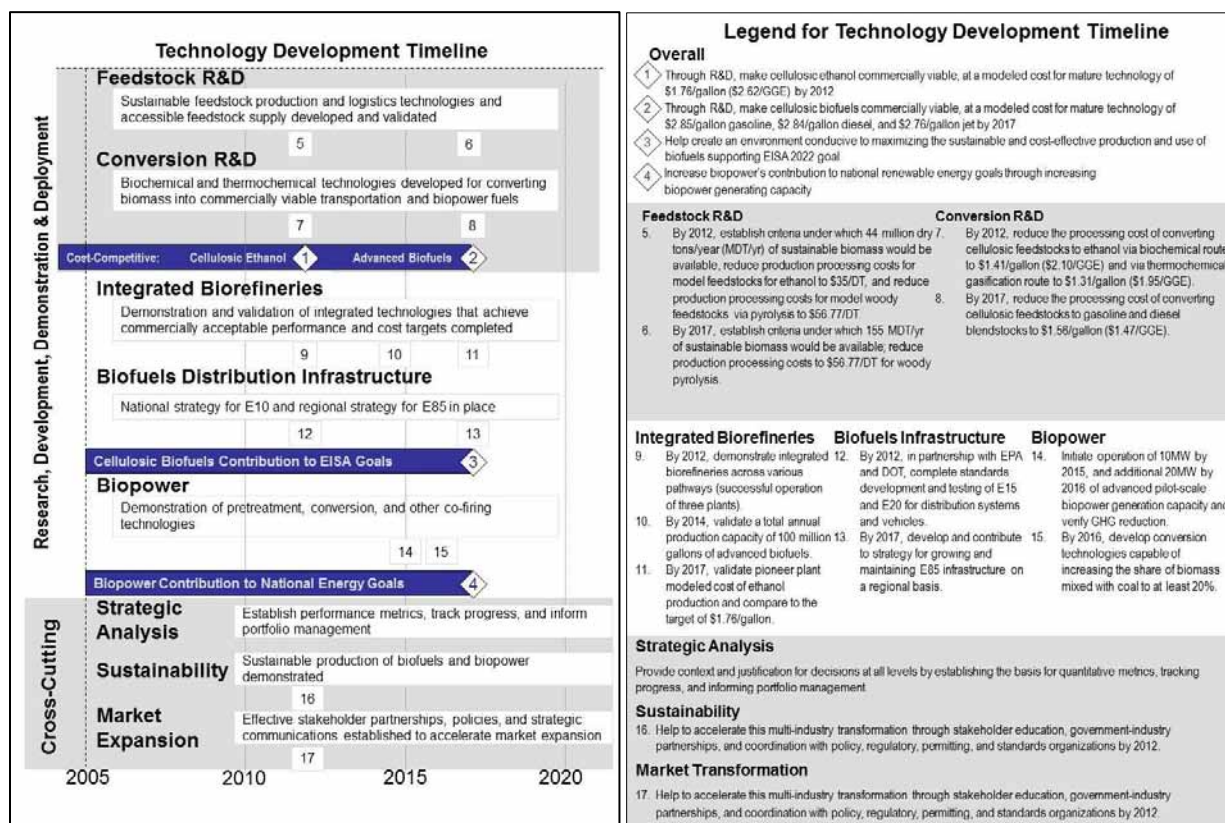 Technology Development Timeline
Research, Development, Demonstration & Deployment
Feedstock R&D
Sustainable feedstock production and logistics technologies and
accessible feedstock supply developed and validated
5
6
Conversion R&D
Biochemical and thermochemical technologies developed for converting
biomass into commercially viable transportation and biopower fuels
7
8
Cost-Competitive: Cellulosic Ethanol 1 Advanced Biofuels 2
Integrated Biorefineries
Demonstration and validation of integrated technologies that achieve
commercially acceptable performance and cost targets completed
9
10
11
Biofuels Distribution Infrastructure
National strategy for E10 and regional strategy for E85 in place
12
13
Cellulosic Biofuels Contribution to EISA Goals 3
Biopower
Demonstration of pretreatment, conversion, and other co-firing
technologies
14
15
Biopower Contribution to National Energy Goals 4
Cross-Cutting
Strategic
Analysis
Establish performance metrics, track progress, and inform
portfolio management
Sustainability
Sustainable production of biofuels and biopower
demonstrated
16
Market
Expansion
Effective stakeholder partnerships, policies, and strategic
communications established to accelerate market expansion
17
2005 2010 2015 2020
Legend for Technology Development Timeline
Overall
1 Through R&D, make cellulosic ethanol commercially viable, at a modeled cost for mature technology of
$1.76/gallon ($2.62/GGE) by 2012
2 Through R&D, make cellulosic biofuels commercially viable, at a modeled cost for mature technology of
$2.85/gallon gasoline, $2.84/gallon diesel, and $2.76/gallon jet by 2017
3 Help create an environment conducive to maximizing the sustainable and cost-effective production and use of
biofuels supporting EISA 2022 goal
4 Increase biopower's contribution to national renewable energy goals through increasing
biopower generating capacity
Feedstock R&D
5. By 2012, establish criteria under which 44 million dry
tons/year (MDT/yr) of sustainable biomass would be
available, reduce production processing costs for
model feedstocks for ethanol to $35/DT, and reduce
production processing costs for model woody
feedstocks via pyrolysis to $56.77/DT.
6. By 2017, establish criteria under which 155 MDT/yr
of sustainable biomass would be available; reduce
production processing costs to $56.77/DT for woody
pyrolysis.
Conversion R&D
7. By 2012, reduce the processing cost of converting
cellulosic feedstocks to ethanol via biochemical route
to $1.41/gallon ($2.10/GGE) and via thermochemical
gasification route to $1.31/gallon ($1.95/GGE).
8. By 2017, reduce the processing cost of converting
cellulosic feedstocks to gasoline and diesel
blendstocks to $1.56/gallon ($1.47/GGE).
Integrated Biorefineries
9. By 2012, demonstrate integrated
biorefineries across various
pathways (successful operation
of three plants).
10. By 2014, validate a total annual
production capacity of 100 million
gallons of advanced biofuels.
11. By 2017, validate pioneer plant
modeled cost of ethanol
production and compare to the
target of $1.76/gallon.
Biofuels Infrastructure
12. By 2012, in partnership with EPA
and DOT, complete standards
development and testing of E15
and E20 for distribution systems
and vehicles.
13. By 2017, develop and contribute
to strategy for growing and
maintaining E85 infrastructure on
a regional basis.
Biopower
14. Initiate operation of 10MW by
2015, and additional 20MW by
2016 of advanced pilot-scale
biopower generation capacity and
verify GHG reduction.
15. By 2016, develop conversion
technologies capable of
increasing the share of biomass
mixed with coal to at least 20%.
Strategic Analysis
Provide context and justification for decisions at all levels by establishing the basis for quantitative metrics, tracking
progress, and informing portfolio management
Sustainability
16. Help to accelerate this multi-industry transformation through stakeholder education, government-industry
partnerships, and coordination with policy, regulatory, permitting, and standards organizations by 2012.
Market Transformation
17. Help to accelerate this multi-industry transformation through stakeholder education, government-industry
partnerships, and coordination with policy, regulatory, permitting, and standards organizations by 2012.